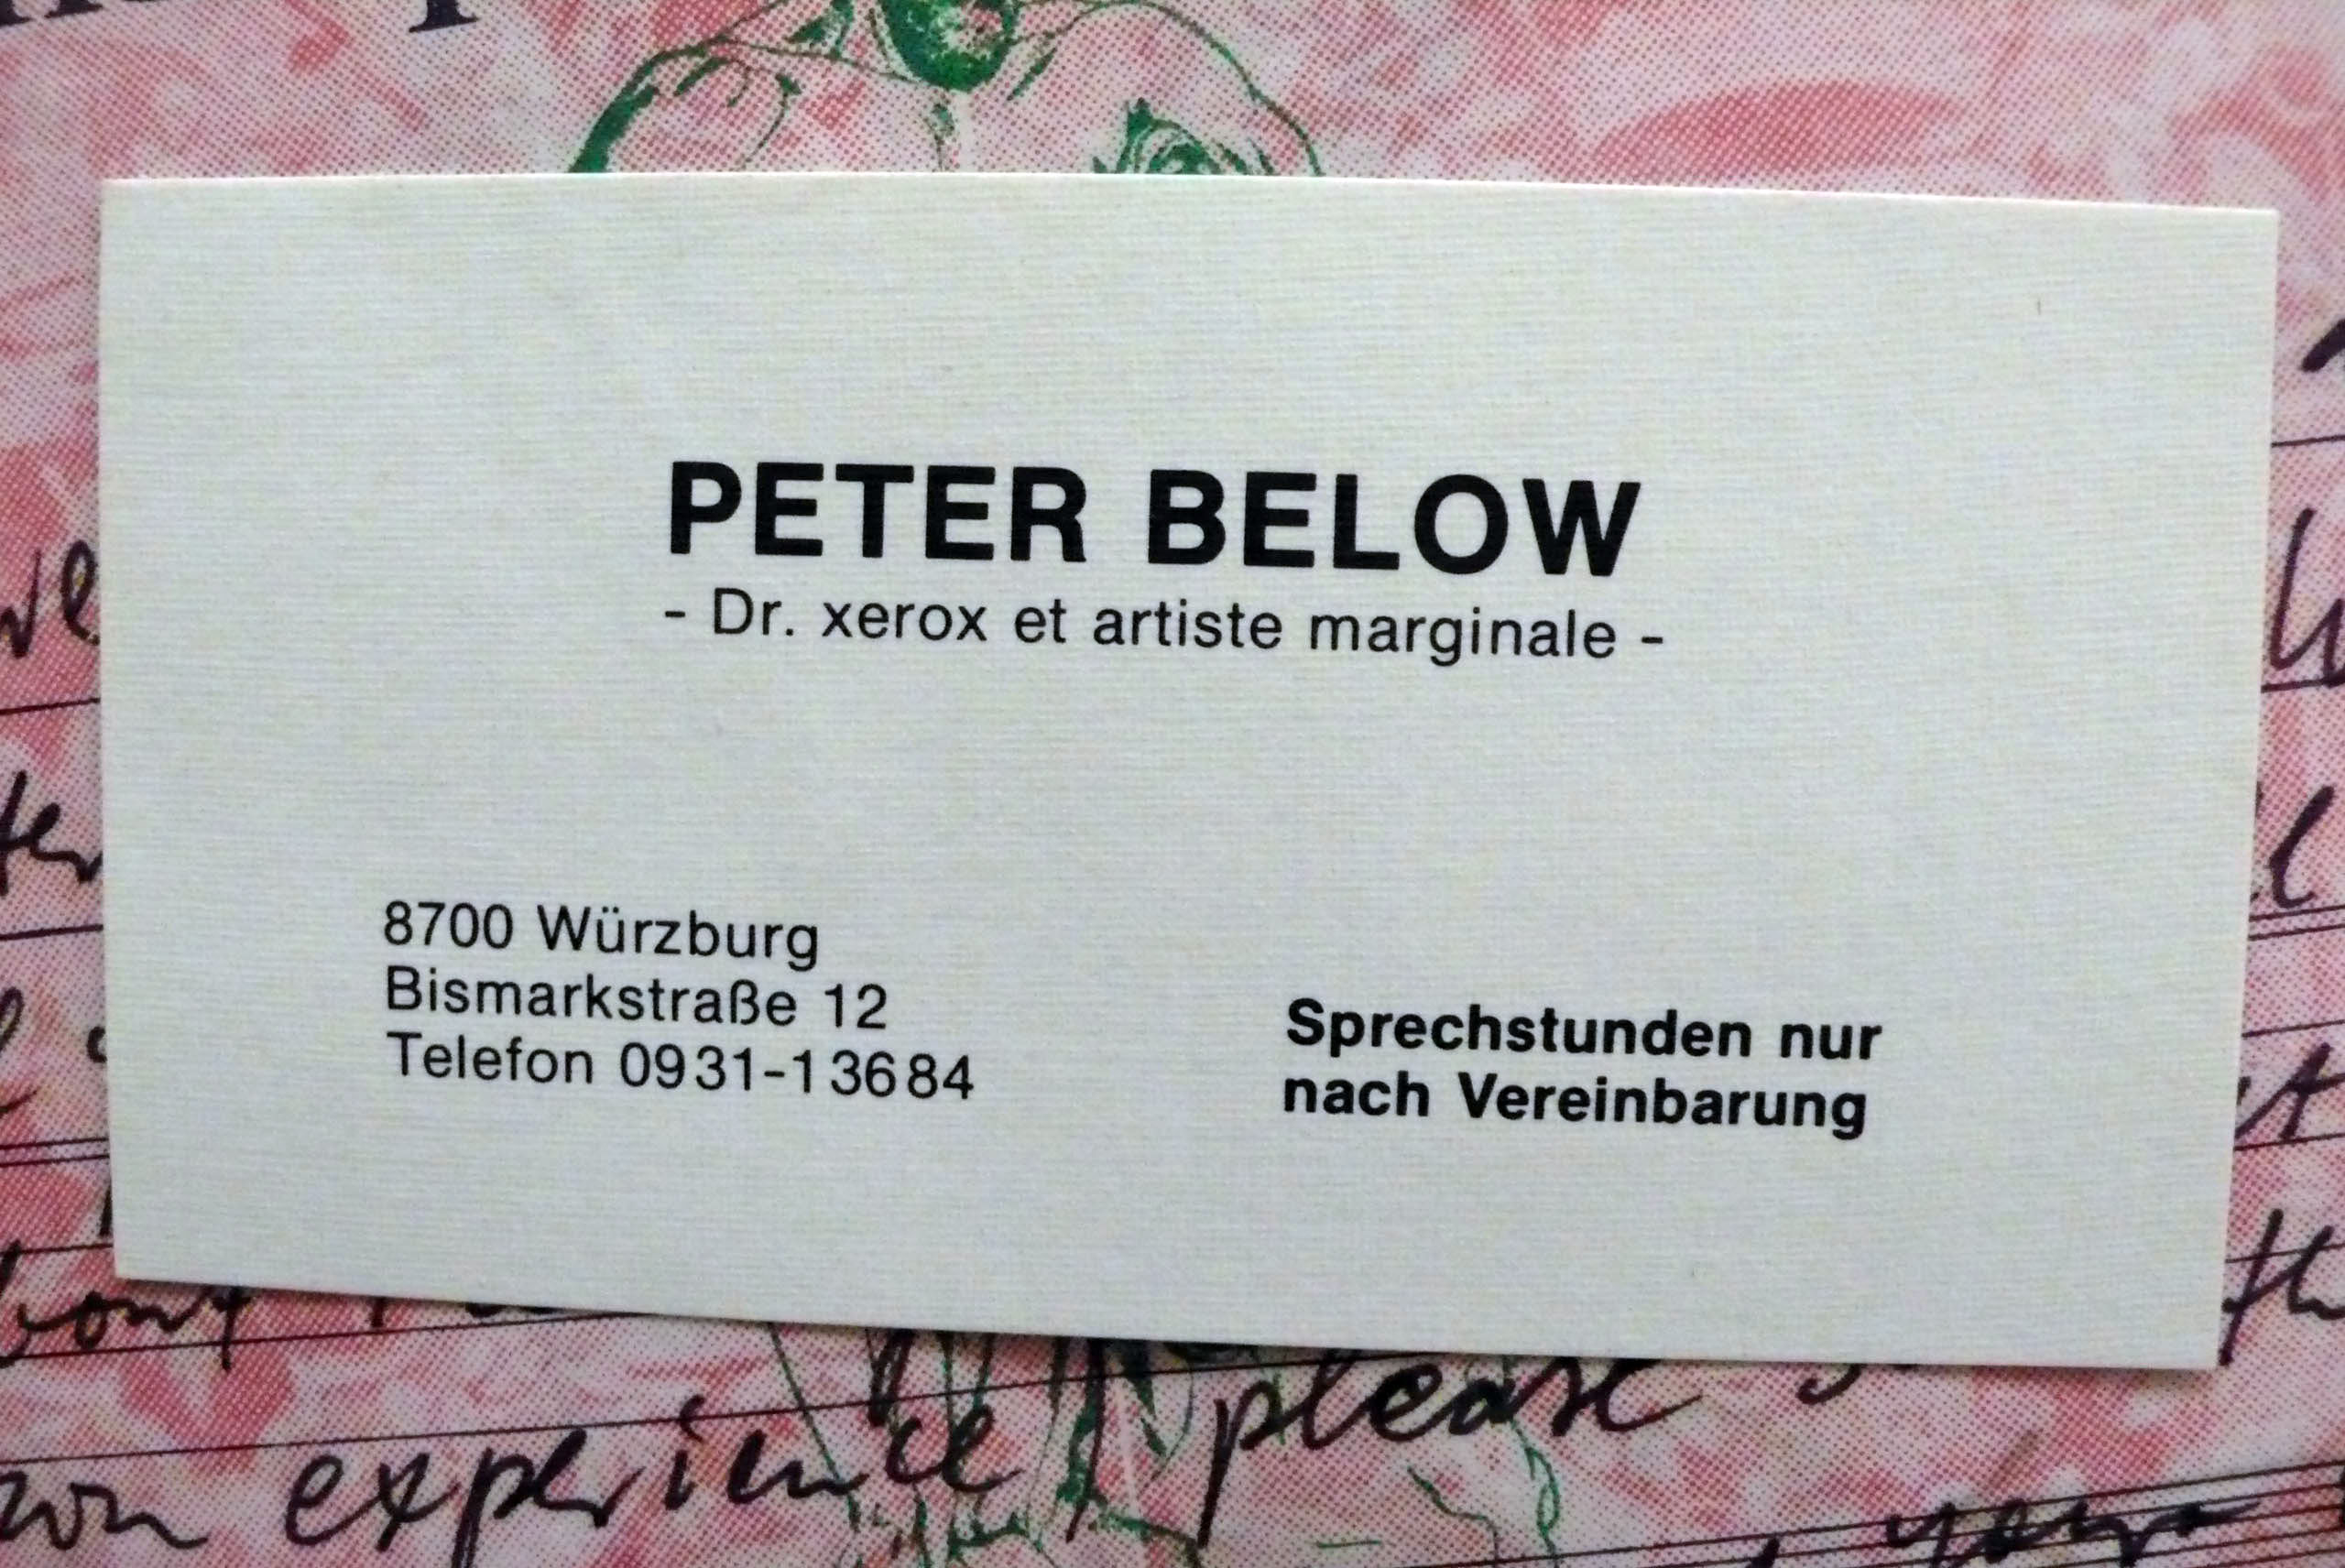 PETER BELOW
- Dr. xerox et artiste marginale -
8700 Würzburg
Bismarkstraße 12
Telefon 0931-13684
Sprechstunden nur
nach Vereinbarung
experience, please